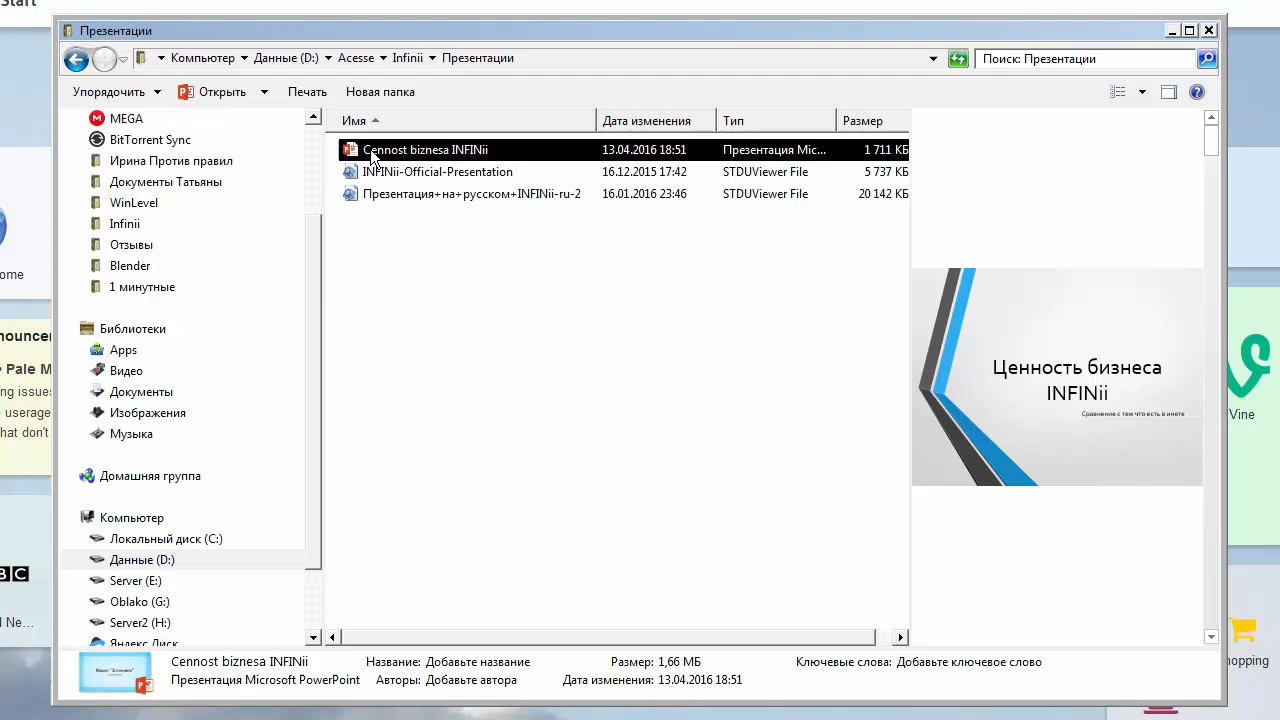 Start
Презентации
Компьютер Данные (D:) Acesse Infinii Презентации
Поиск: Презентации
Упорядочить Открыть Печать Новая папка
MEGA
BitTorrent Sync
Ирина Против правил
Документы Татьяны
WinLevel
Infinii
Отзывы
Blender
1 минутные
Библиотеки
Apps
Видео
Документы
Изображения
Музыка
Домашняя группа
Компьютер
Локальный диск (C:)
Данные (D:)
Server (E:)
Oblako (G:)
Server2 (H:)
Яндекс.Диск
Имя Дата изменения Тип Размер
Cennost biznesa INFINii 13.04.2016 18:51 Презентация Mic... 1 711 КБ
INFINii-Official-Presentation 16.12.2015 17:42 STDUViewer File 5 737 КБ
Презентация+на+русском+INFINii-ru-2 16.01.2016 23:46 STDUViewer File 20 142 КБ
Ценность бизнеса
INFINii
Сравнение с тем что есть в инете
Cennost biznesa INFINii Название: Добавьте название Размер: 1,66 МБ Ключевые слова: Добавьте ключевое слово
Презентация Microsoft PowerPoint Авторы: Добавьте автора Дата изменения: 13.04.2016 18:51
ome
nouncer
Pale M
ing issues
userage
hat don't
BC
l Ne...
Vine
hopping